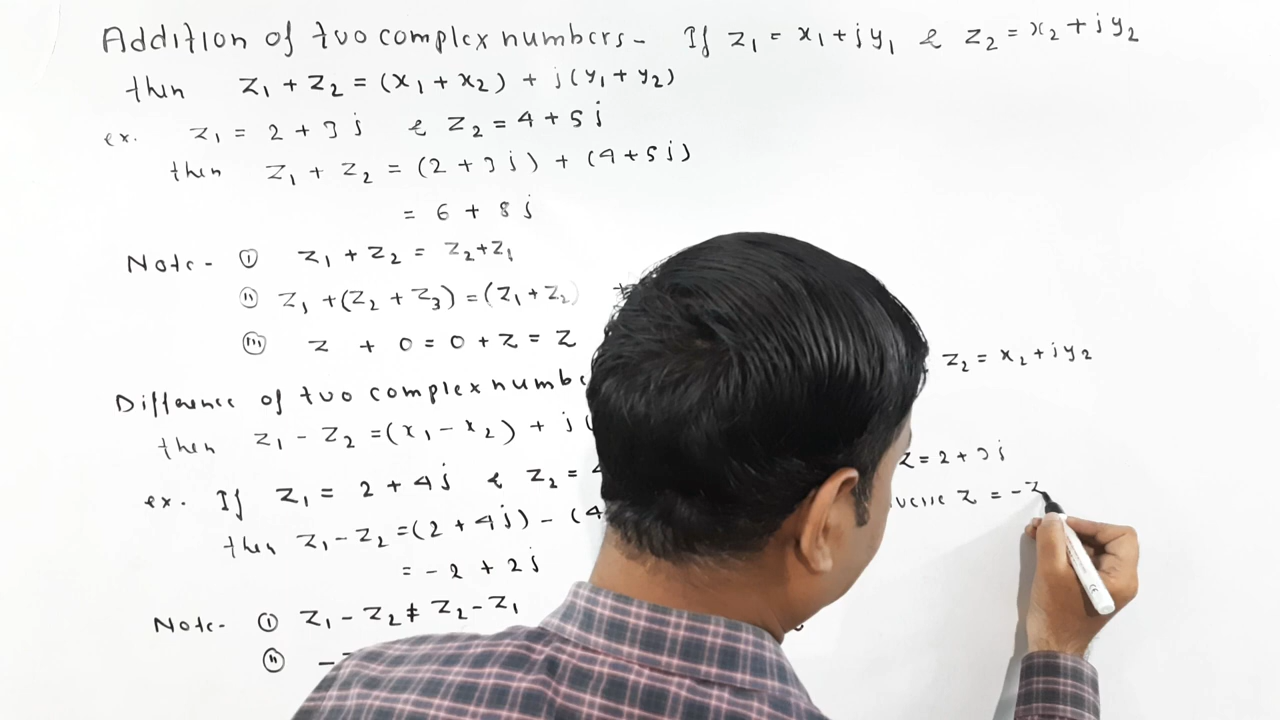 Addition of two complex numbers- If z₁ = x₁+jy₁ & z₂ = x₂+jy₂
then z₁ + z₂ = (x₁ + x₂) + j(y₁ + y₂)
ex. z₁ = 2 + 3j & z₂ = 4 + 5j
then z₁ + z₂ = (2 + 3j) + (4+5j)
= 6 + 8j
Note- (i) z₁ + z₂ = z₂+z₁
(ii) z₁ +(z₂ + z₃) = (z₁ + z₂) +
(iii) z + 0 = 0 + z = z
Difference of two complex z₂ = x₂ + jy₂
then z₁ - z₂ = (x₁ - x₂) + j(
ex. If z₁ = 2 + 4j & z₂ = z = 2 + 3j
then z₁ - z₂ = (2 + 4j) - (4 z = -z
= -2 + 2j
Note- (i) z₁ - z₂ ≠ z₂ - z₁
(ii) -